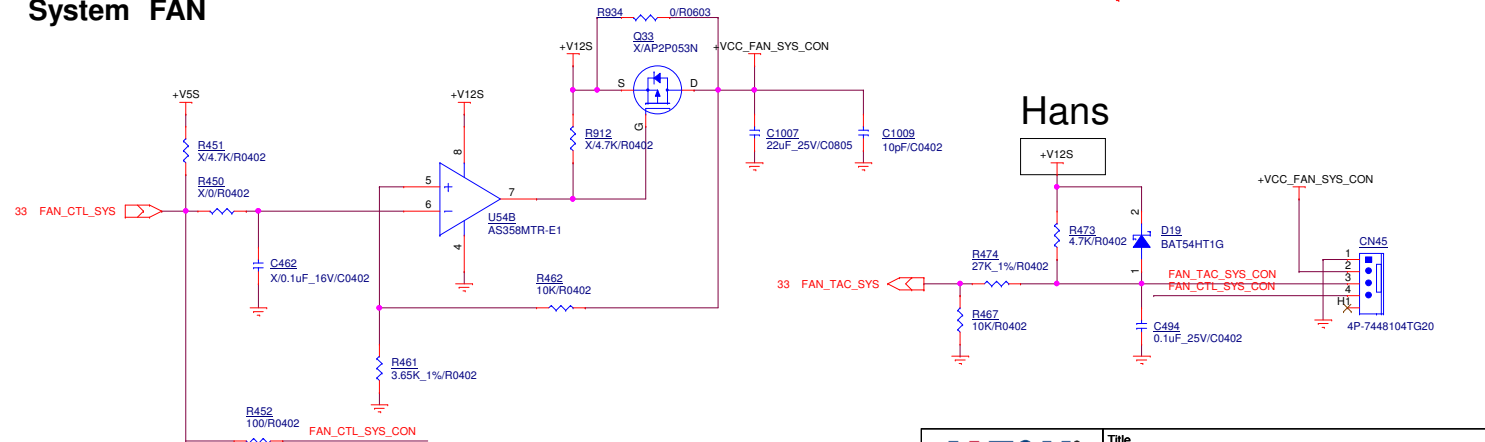 System FAN
R934 0/R0603
Q33
X/AP2P053N
+V12S
+VCC_FAN_SYS_CON
S
D
G
+V5S
+V12S
R451
X/4.7K/R0402
R450
X/0/R0402
R912
X/4.7K/R0402
C1007
22uF_25V/C0805
C1009
10pF/C0402
33 FAN_CTL_SYS
8
5
+
6
-
7
4
U54B
AS358MTR-E1
C462
X/0.1uF_16V/C0402
R462
10K/R0402
R461
3.65K_1%/R0402
R452
100/R0402
FAN_CTL_SYS_CON
Hans
+V12S
+VCC_FAN_SYS_CON
R473
4.7K/R0402
2
D19
BAT54HT1G
1
R474
27K_1%/R0402
33 FAN_TAC_SYS
FAN_TAC_SYS_CON
FAN_CTL_SYS_CON
CN45
1
2
3
4
H1
4P-7448104TG20
R467
10K/R0402
C494
0.1uF_25V/C0402
Title